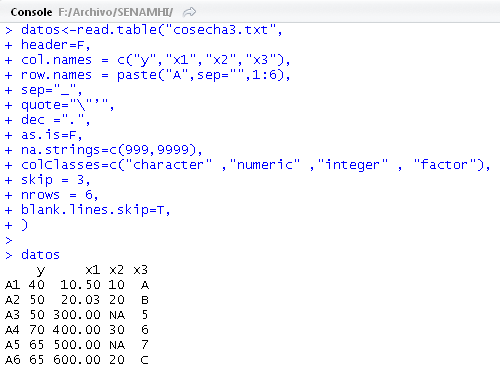 Console F:/Archivo/SENAMHI/
> datos<-read.table("cosecha3.txt",
+ header=F,
+ col.names = c("y","x1","x2","x3"),
+ row.names = paste("A",sep="",1:6),
+ sep="_",
+ quote="\"’",
+ dec =".",
+ as.is=F,
+ na.strings=c(999,9999),
+ colClasses=c("character" ,"numeric" ,"integer" , "factor"),
+ skip = 3,
+ nrows = 6,
+ blank.lines.skip=T,
+ )
>
> datos
y x1 x2 x3
A1 40 10.50 10 A
A2 50 20.03 20 B
A3 50 300.00 NA 5
A4 70 400.00 30 6
A5 65 500.00 NA 7
A6 65 600.00 20 C